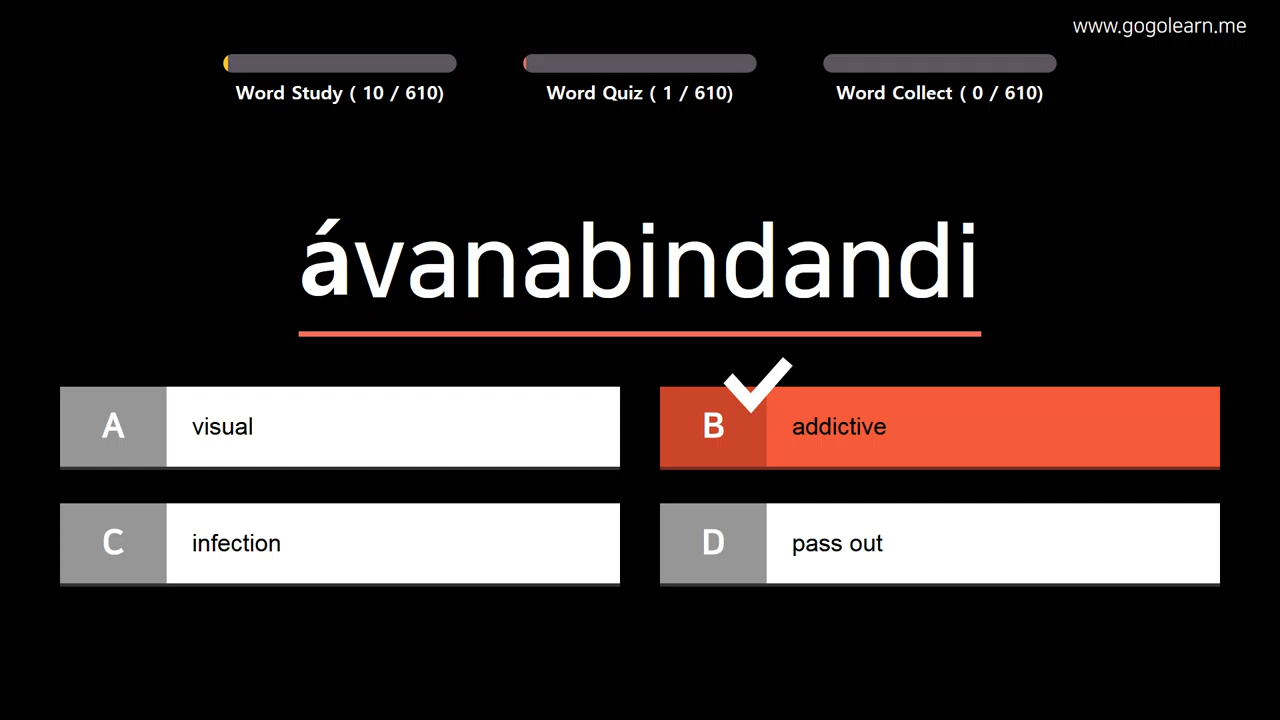 www.gogolearn.me
Word Study ( 10 / 610)
Word Quiz ( 1 / 610)
Word Collect ( 0 / 610)
ávanabindandi
A visual
B addictive
C infection
D pass out